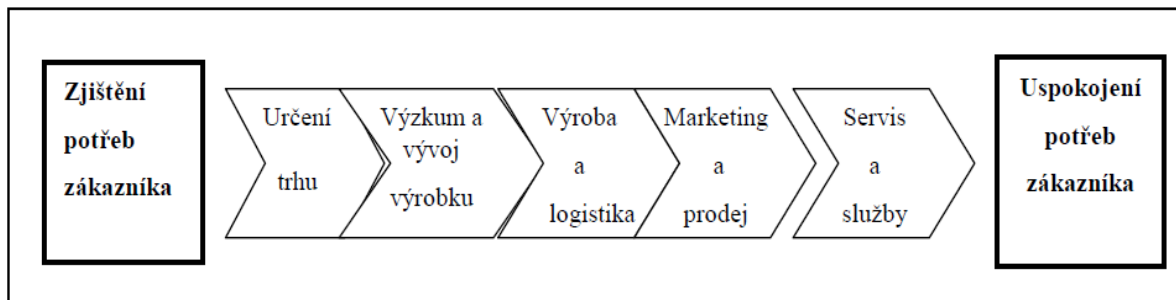 Zjištění
potřeb
zákazníka
Určení
trhu
Výzkum a
vývoj
výrobku
Výroba
a
logistika
Marketing
a
prodej
Servis
a
služby
Uspokojení
potřeb
zákazníka